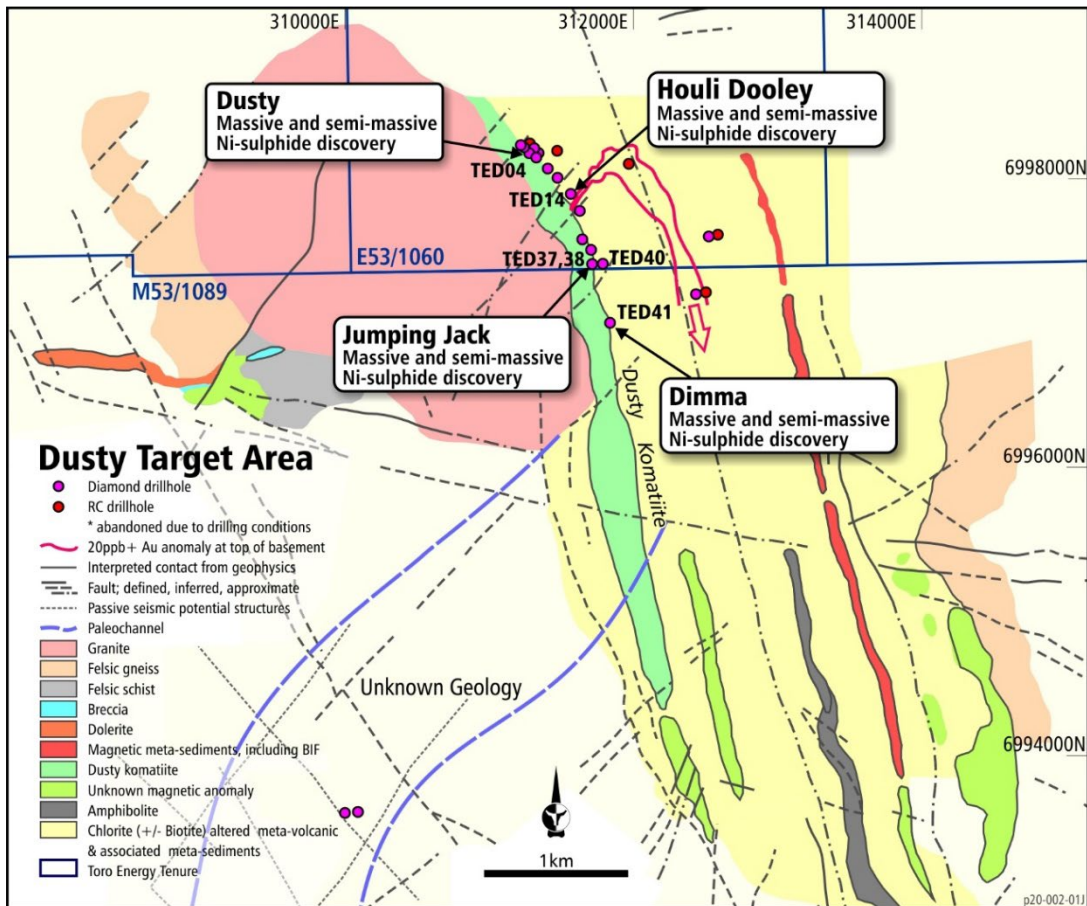 310000E
312000E
314000E
Dusty
Massive and semi-massive
Ni-sulphide discovery
Houli Dooley
Massive and semi-massive
Ni-sulphide discovery
6998000N
TED04
TED14
E53/1060
TED37,38
TED40
M53/1089
TED41
Jumping Jack
Massive and semi-massive
Ni-sulphide discovery
Dimma
Massive and semi-massive
Ni-sulphide discovery
Dusty Komatiite
6996000N
Dusty Target Area
Diamond drillhole
RC drillhole
* abandoned due to drilling conditions
20ppb+ Au anomaly at top of basement
Interpreted contact from geophysics
Fault; defined, inferred, approximate
Passive seismic potential structures
Paleochannel
Granite
Felsic gneiss
Felsic schist
Breccia
Dolerite
Magnetic meta-sediments, including BIF
Dusty komatiite
Unknown magnetic anomaly
Amphibolite
Chlorite (+/- Biotite) altered meta-volcanic
& associated meta-sediments
Toro Energy Tenure
Unknown Geology
6994000N
1km
p20-002-01J